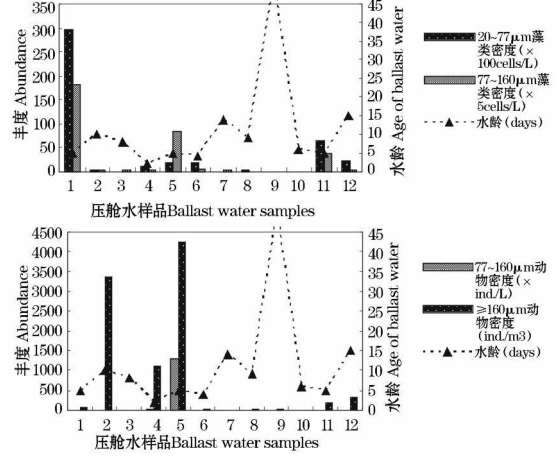 350
300
250
200
150
100
50
0
丰度 Abundance
45
40
35
30
25
20
15
10
5
0
水龄 Age of ballast water
1 2 3 4 5 6 7 8 9 10 11 12
压舱水样品Ballast water samples
20~77μm藻
类密度(×
100cells/L)
77~160μm藻
类密度(×
5cells/L)
水龄(days)
4500
4000
3500
3000
2500
2000
1500
1000
500
0
丰度 Abundance
45
40
35
30
25
20
15
10
5
0
水龄 Age of ballast water
1 2 3 4 5 6 7 8 9 10 11 12
压舱水样品Ballast water samples
77~160μm动
物密度(×
ind/L)
≥160μm动
物密度
(ind./m3)
水龄(days)